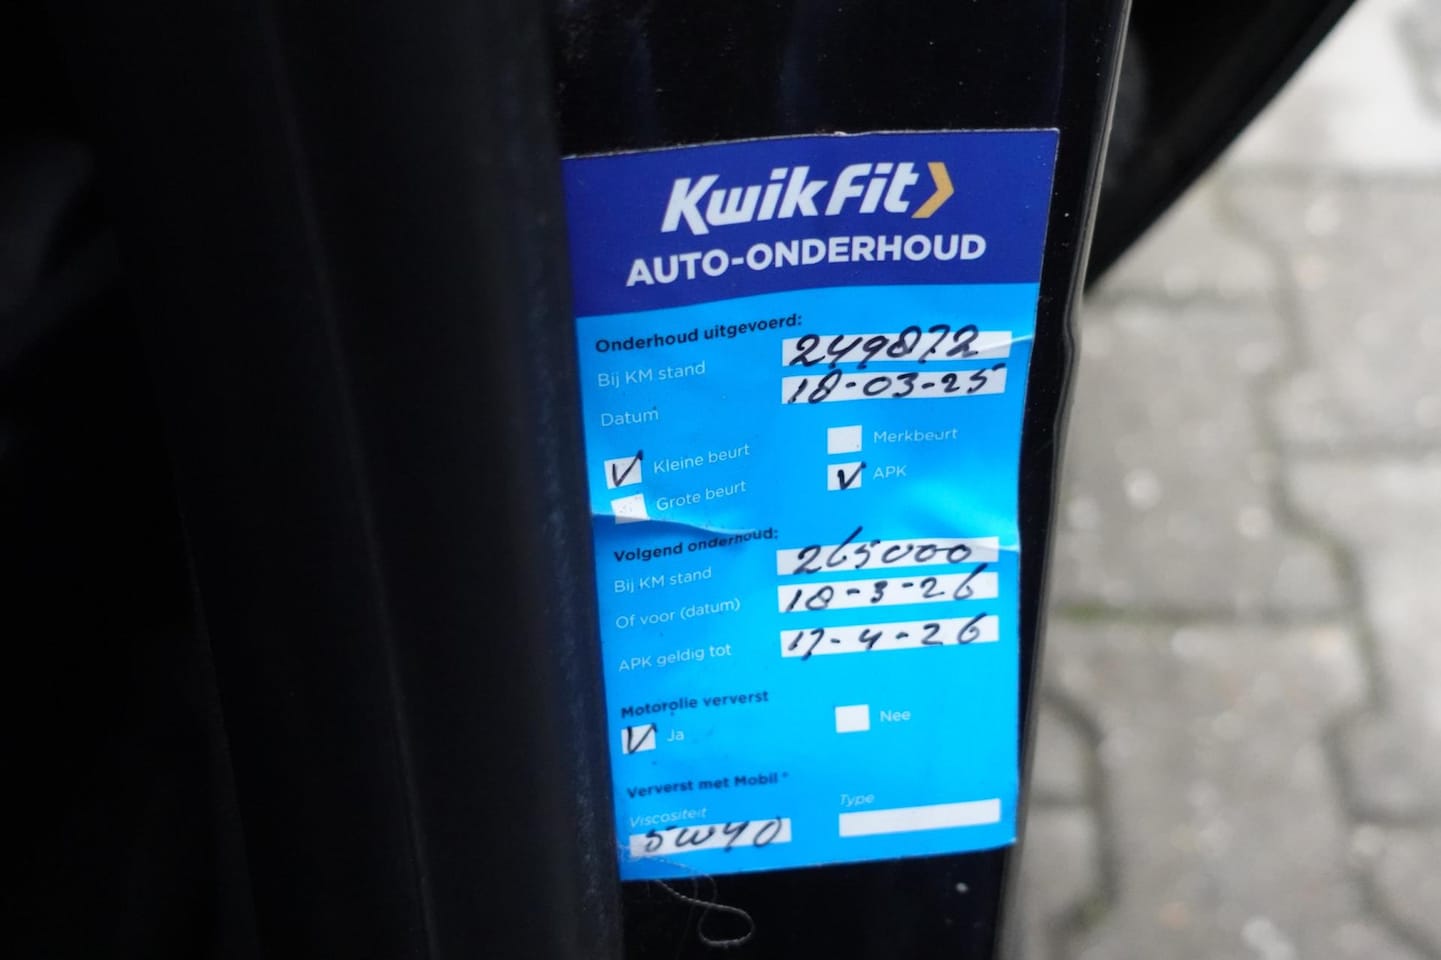 KwikFit
AUTO-ONDERHOUD
Onderhoud uitgevoerd:
Bij KM stand 249872
Datum 18-03-25
Kleine beurt Merkbeurt
Grote beurt APK
Volgend onderhoud:
Bij KM stand 265000
Of voor (datum) 18-3-26
APK geldig tot 17-4-26
Motorolie ververst
Ja Nee
Ververst met Mobil°
Viscositeit Type
5W40